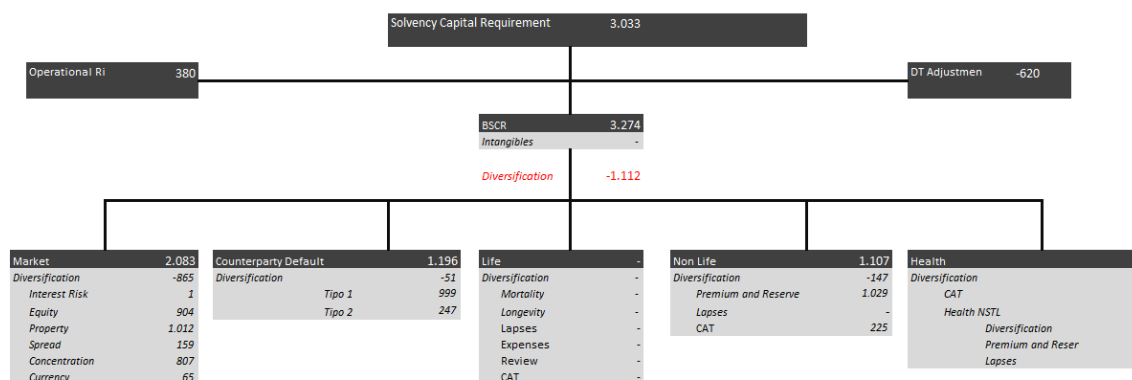 Solvency Capital Requirement 3.033
Operational Ri 380
DT Adjustmen -620
BSCR 3.274
Intangibles -
Diversification -1.112
Market 2.083
Diversification -865
Interest Risk 1
Equity 904
Property 1.012
Spread 159
Concentration 807
Currency 65
Counterparty Default 1.196
Diversification -51
Tipo 1 999
Tipo 2 247
Life -
Diversification -
Mortality -
Longevity -
Lapses -
Expenses -
Review -
CAT -
Non Life 1.107
Diversification -147
Premium and Reserve 1.029
Lapses -
CAT 225
Health
Diversification
CAT
Health NSTL
Diversification
Premium and Reser
Lapses